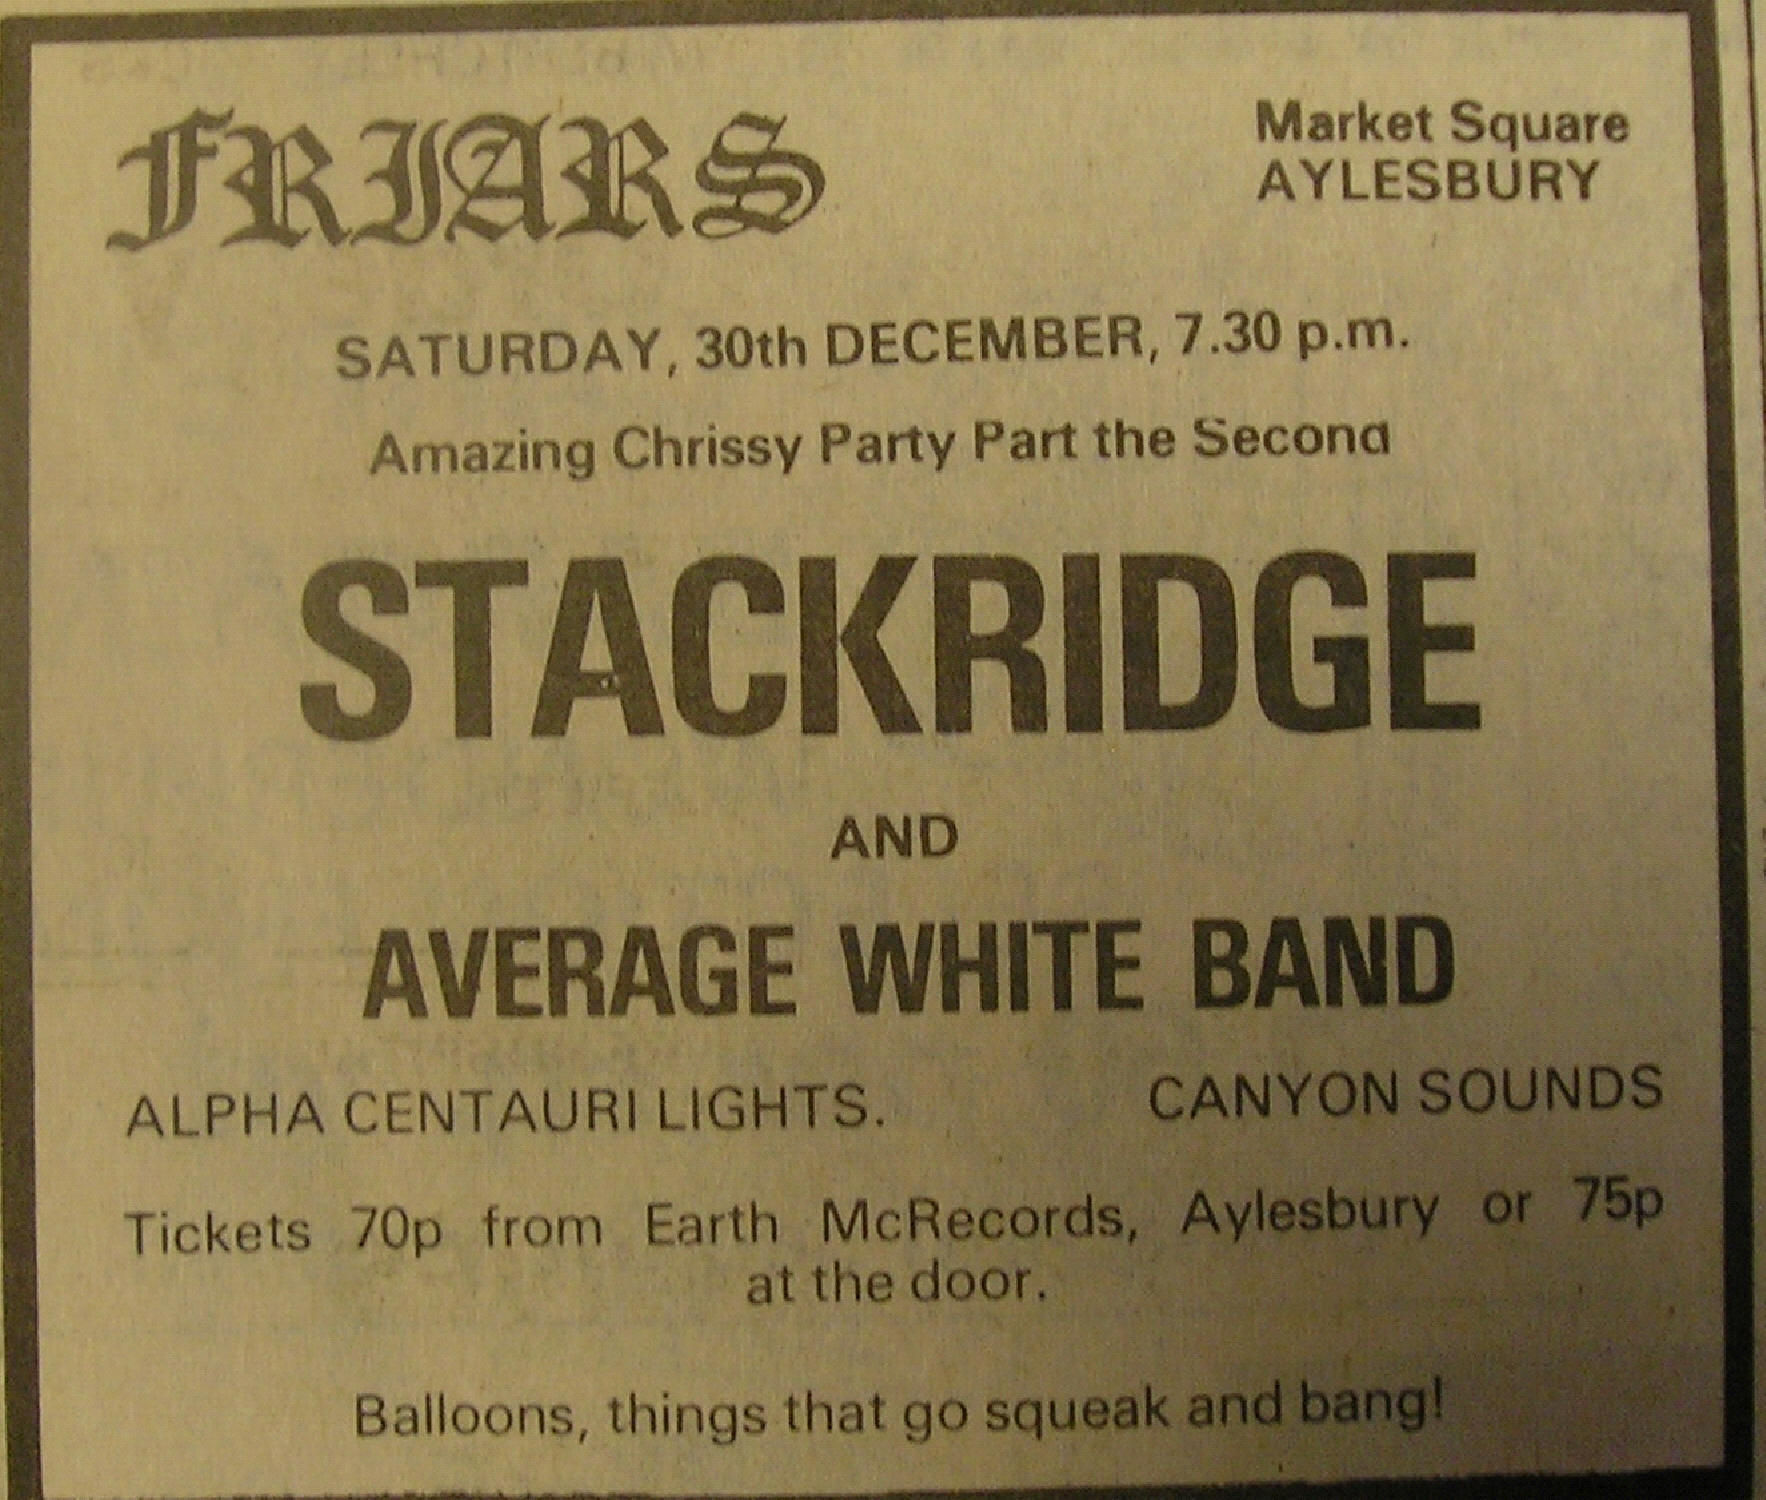 FRIARS
Market Square
AYLESBURY
SATURDAY, 30th DECEMBER, 7.30 p.m.
Amazing Chrissy Party Part the Second
STACKRIDGE
AND
AVERAGE WHITE BAND
ALPHA CENTAURI LIGHTS. CANYON SOUNDS
Tickets 70p from Earth McRecords, Aylesbury or 75p
at the door.
Balloons, things that go squeak and bang!